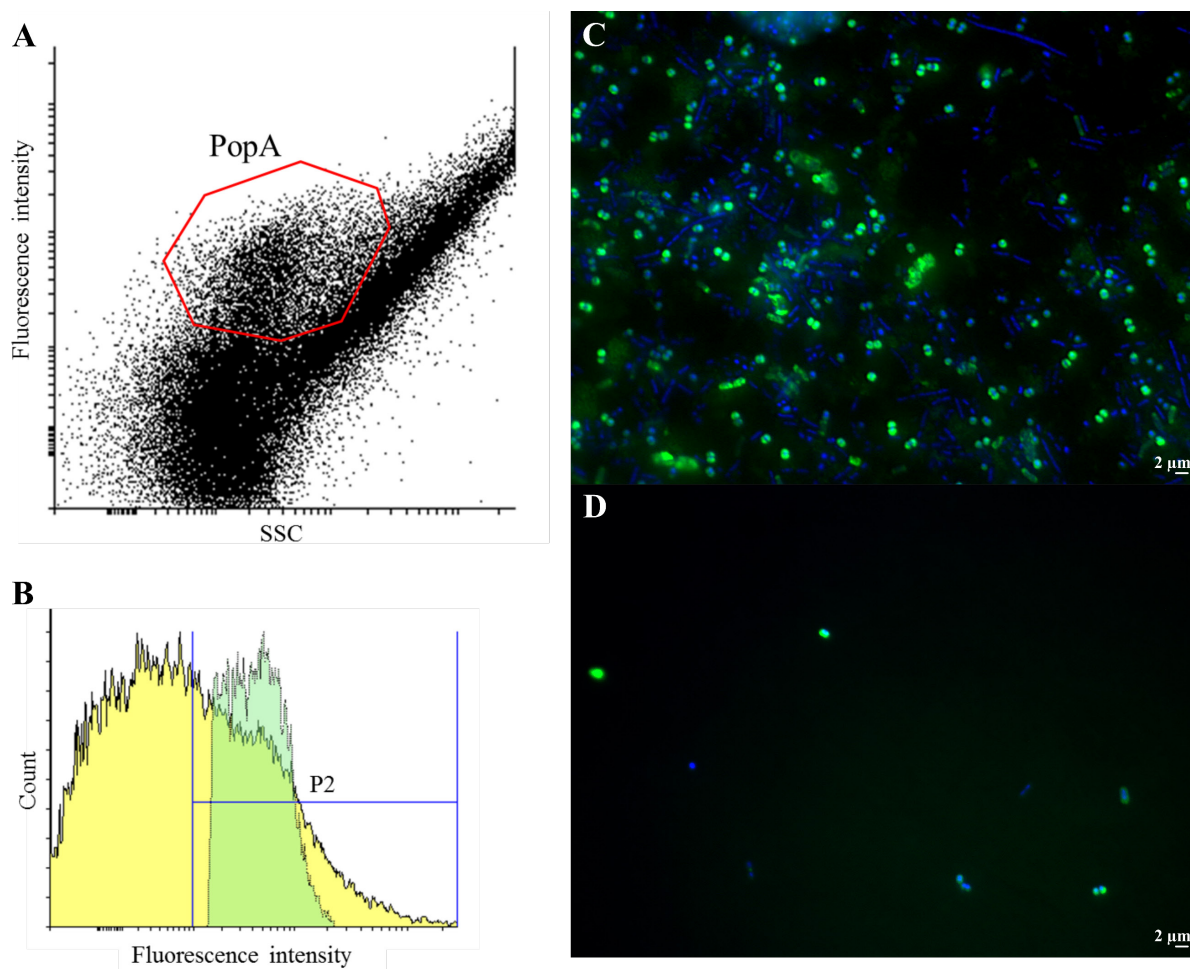 A
PopA
Fluorescence intensity
SSC
B
P2
Count
Fluorescence intensity
C
2 µm
D
2 µm